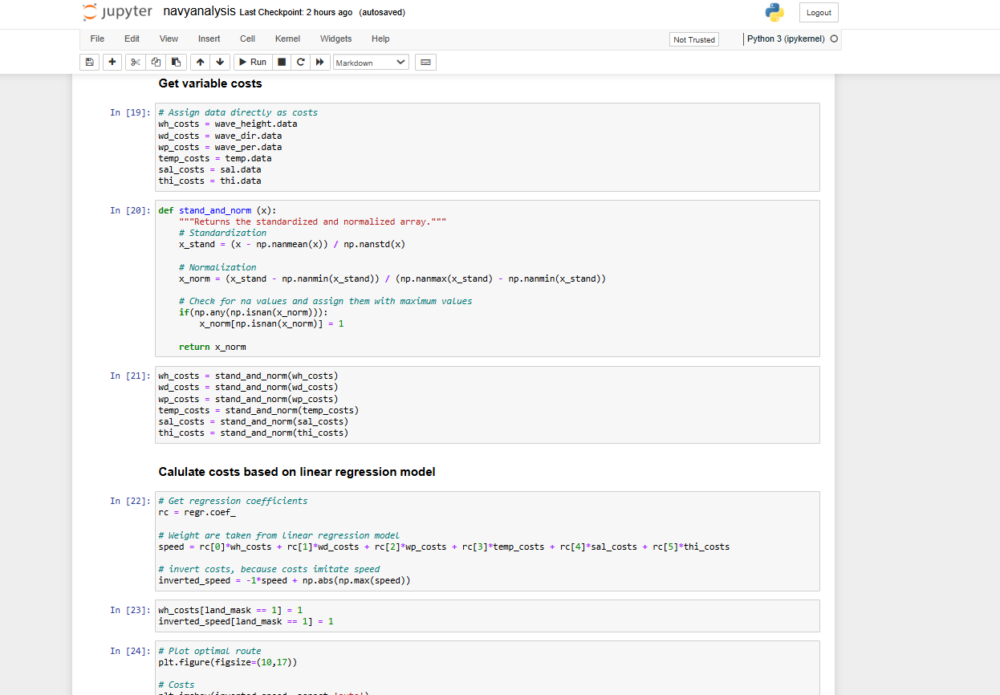 jupyter navyanalysis Last Checkpoint: 2 hours ago (autosaved)
Logout
File Edit View Insert Cell Kernel Widgets Help
Not Trusted
Python 3 (ipykernel)
Run
Markdown
Get variable costs
In [19]:
# Assign data directly as costs
wh_costs = wave_height.data
wd_costs = wave_dir.data
wp_costs = wave_per.data
temp_costs = temp.data
sal_costs = sal.data
thi_costs = thi.data
In [20]:
def stand_and_norm (x):
    """Returns the standardized and normalized array."""
    # Standardization
    x_stand = (x - np.nanmean(x)) / np.nanstd(x)
    # Normalization
    x_norm = (x_stand - np.nanmin(x_stand)) / (np.nanmax(x_stand) - np.nanmin(x_stand))
    # Check for na values and assign them with maximum values
    if(np.any(np.isnan(x_norm))):
        x_norm[np.isnan(x_norm)] = 1
    return x_norm
In [21]:
wh_costs = stand_and_norm(wh_costs)
wd_costs = stand_and_norm(wd_costs)
wp_costs = stand_and_norm(wp_costs)
temp_costs = stand_and_norm(temp_costs)
sal_costs = stand_and_norm(sal_costs)
thi_costs = stand_and_norm(thi_costs)
Calulate costs based on linear regression model
In [22]:
# Get regression coefficients
rc = regr.coef_
# Weight are taken from linear regression model
speed = rc[0]*wh_costs + rc[1]*wd_costs + rc[2]*wp_costs + rc[3]*temp_costs + rc[4]*sal_costs + rc[5]*thi_costs
# invert costs, because costs imitate speed
inverted_speed = -1*speed + np.abs(np.max(speed))
In [23]:
wh_costs[land_mask == 1] = 1
inverted_speed[land_mask == 1] = 1
In [24]:
# Plot optimal route
plt.figure(figsize=(10,17))
# Costs